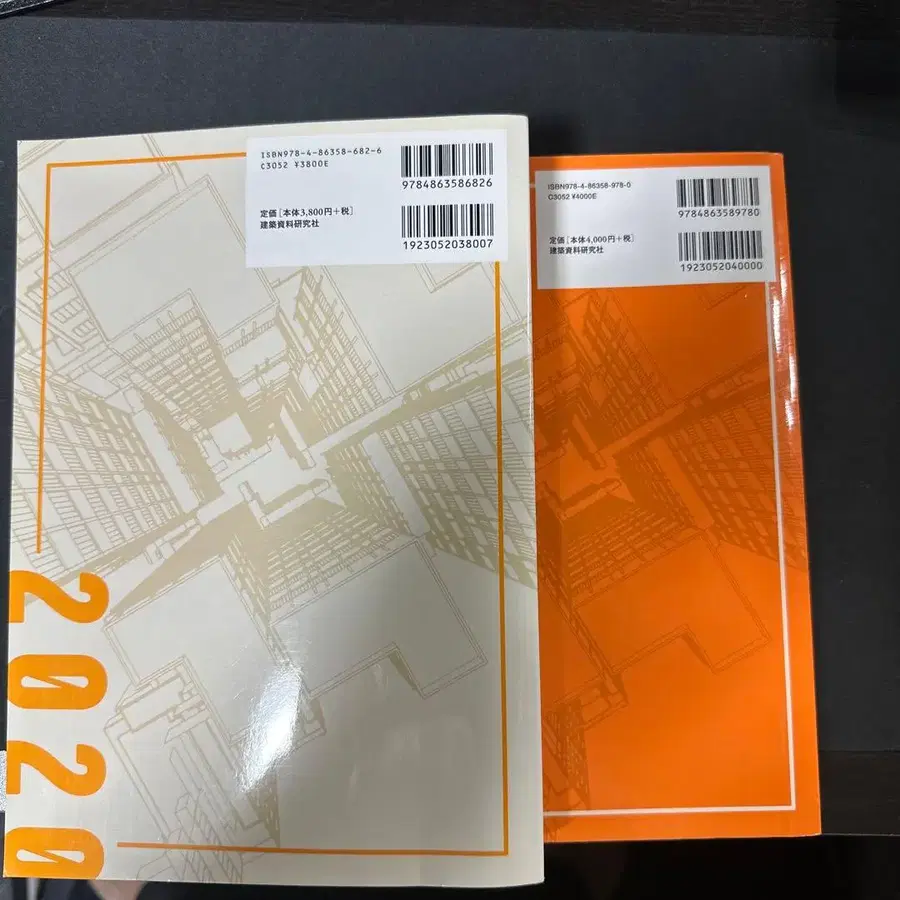 ISBN978-4-86358-682-6
C3052 ¥3800E
9784863586826
定価[本体3,800円+税]
建築資料研究社
1923052038007
ISBN978-4-86358-978-0
C3052 ¥4000E
9784863589780
定価[本体4,000円+税]
建築資料研究社
1923052040000
2020